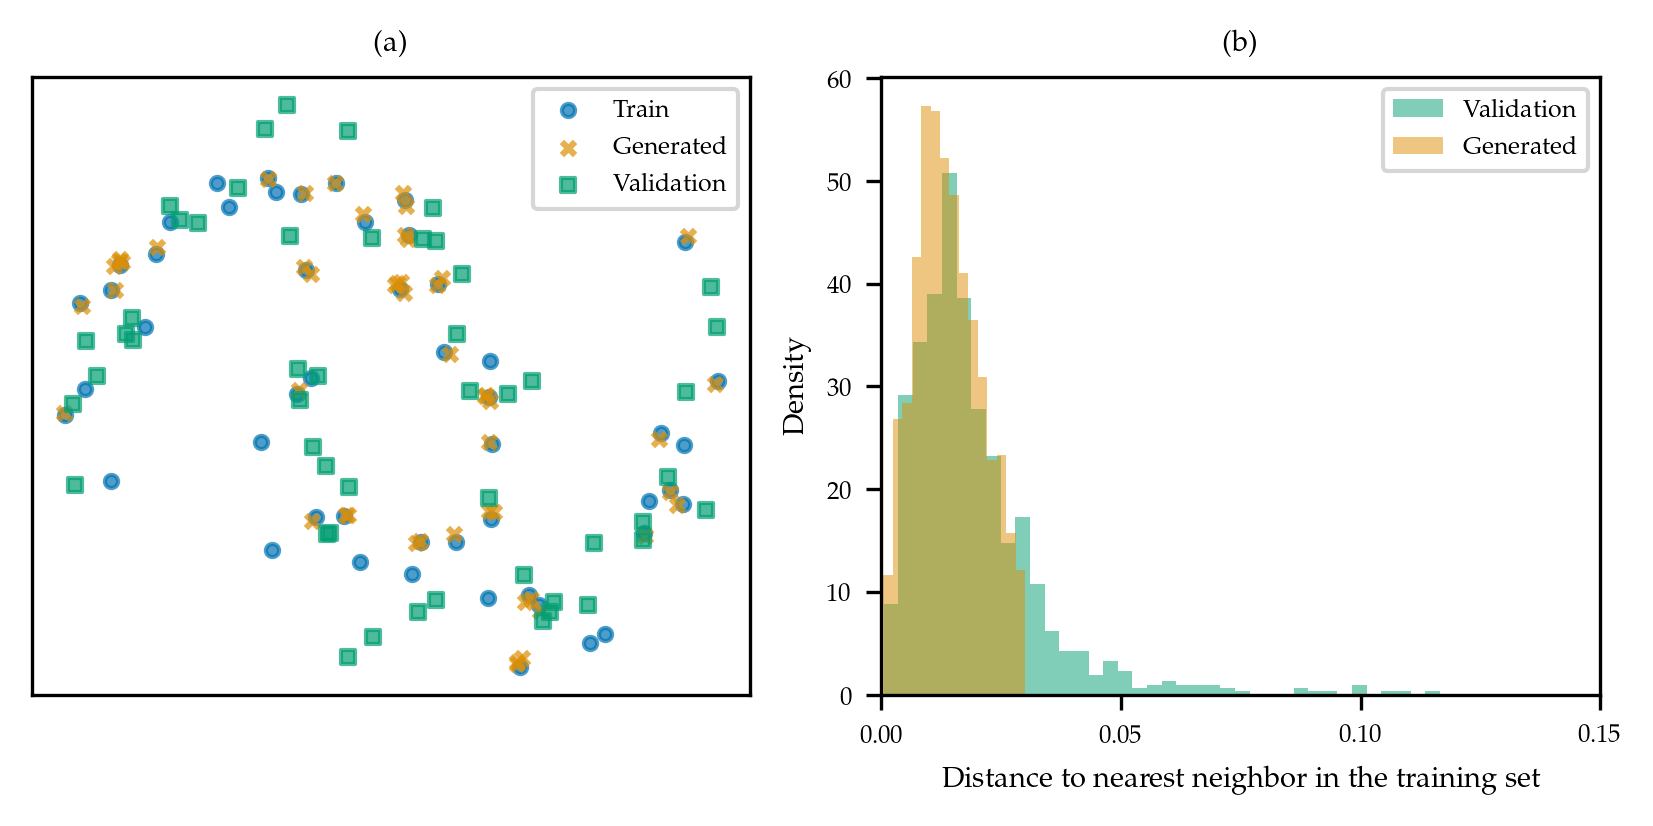 (a)
Train
Generated
Validation
(b)
60
50
40
30
20
10
0
Density
Validation
Generated
0.00
0.05
0.10
0.15
Distance to nearest neighbor in the training set